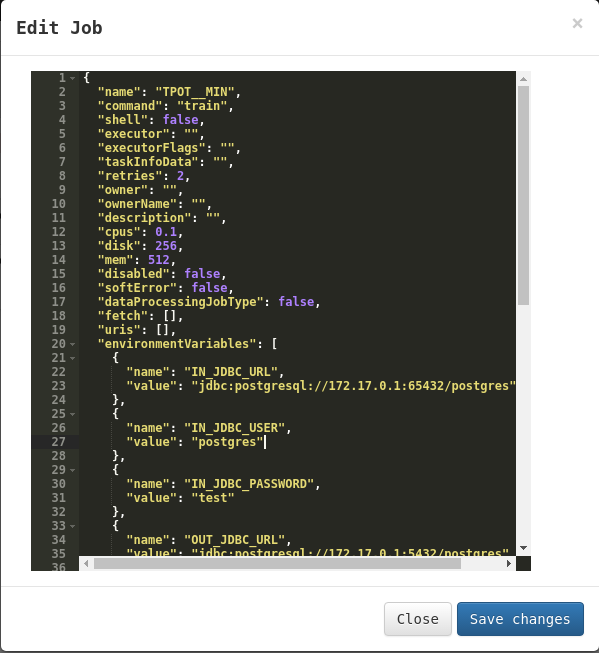 Edit Job
×
1 {
2 "name": "TPOT__MIN",
3 "command": "train",
4 "shell": false,
5 "executor": "",
6 "executorFlags": "",
7 "taskInfoData": "",
8 "retries": 2,
9 "owner": "",
10 "ownerName": "",
11 "description": "",
12 "cpus": 0.1,
13 "disk": 256,
14 "mem": 512,
15 "disabled": false,
16 "softError": false,
17 "dataProcessingJobType": false,
18 "fetch": [],
19 "uris": [],
20 "environmentVariables": [
21 {
22 "name": "IN_JDBC_URL",
23 "value": "jdbc:postgresql://172.17.0.1:65432/postgres"
24 },
25 {
26 "name": "IN_JDBC_USER",
27 "value": "postgres"
28 },
29 {
30 "name": "IN_JDBC_PASSWORD",
31 "value": "test"
32 },
33 {
34 "name": "OUT_JDBC_URL",
35 "value": "jdbc:postgresql://172.17.0.1:5432/postgres"
36
Close
Save changes